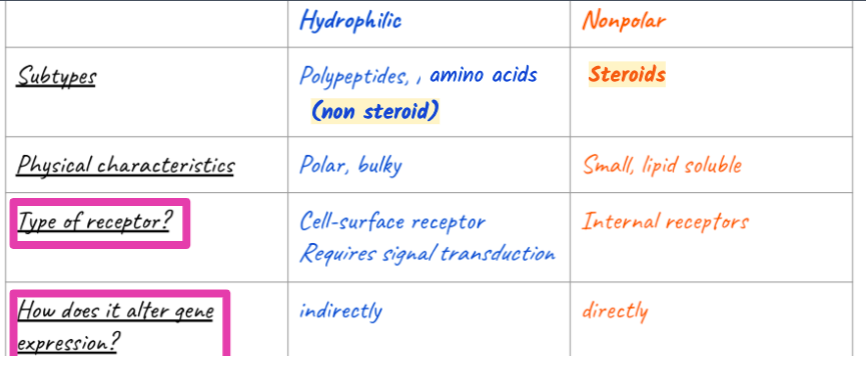 Hydrophilic Nonpolar
Subtypes Polypeptides, , amino acids Steroids
(non steroid)
Physical characteristics Polar, bulky Small, lipid soluble
Type of receptor? Cell-surface receptor Internal receptors
Requires signal transduction
How does it alter gene indirectly directly
expression?